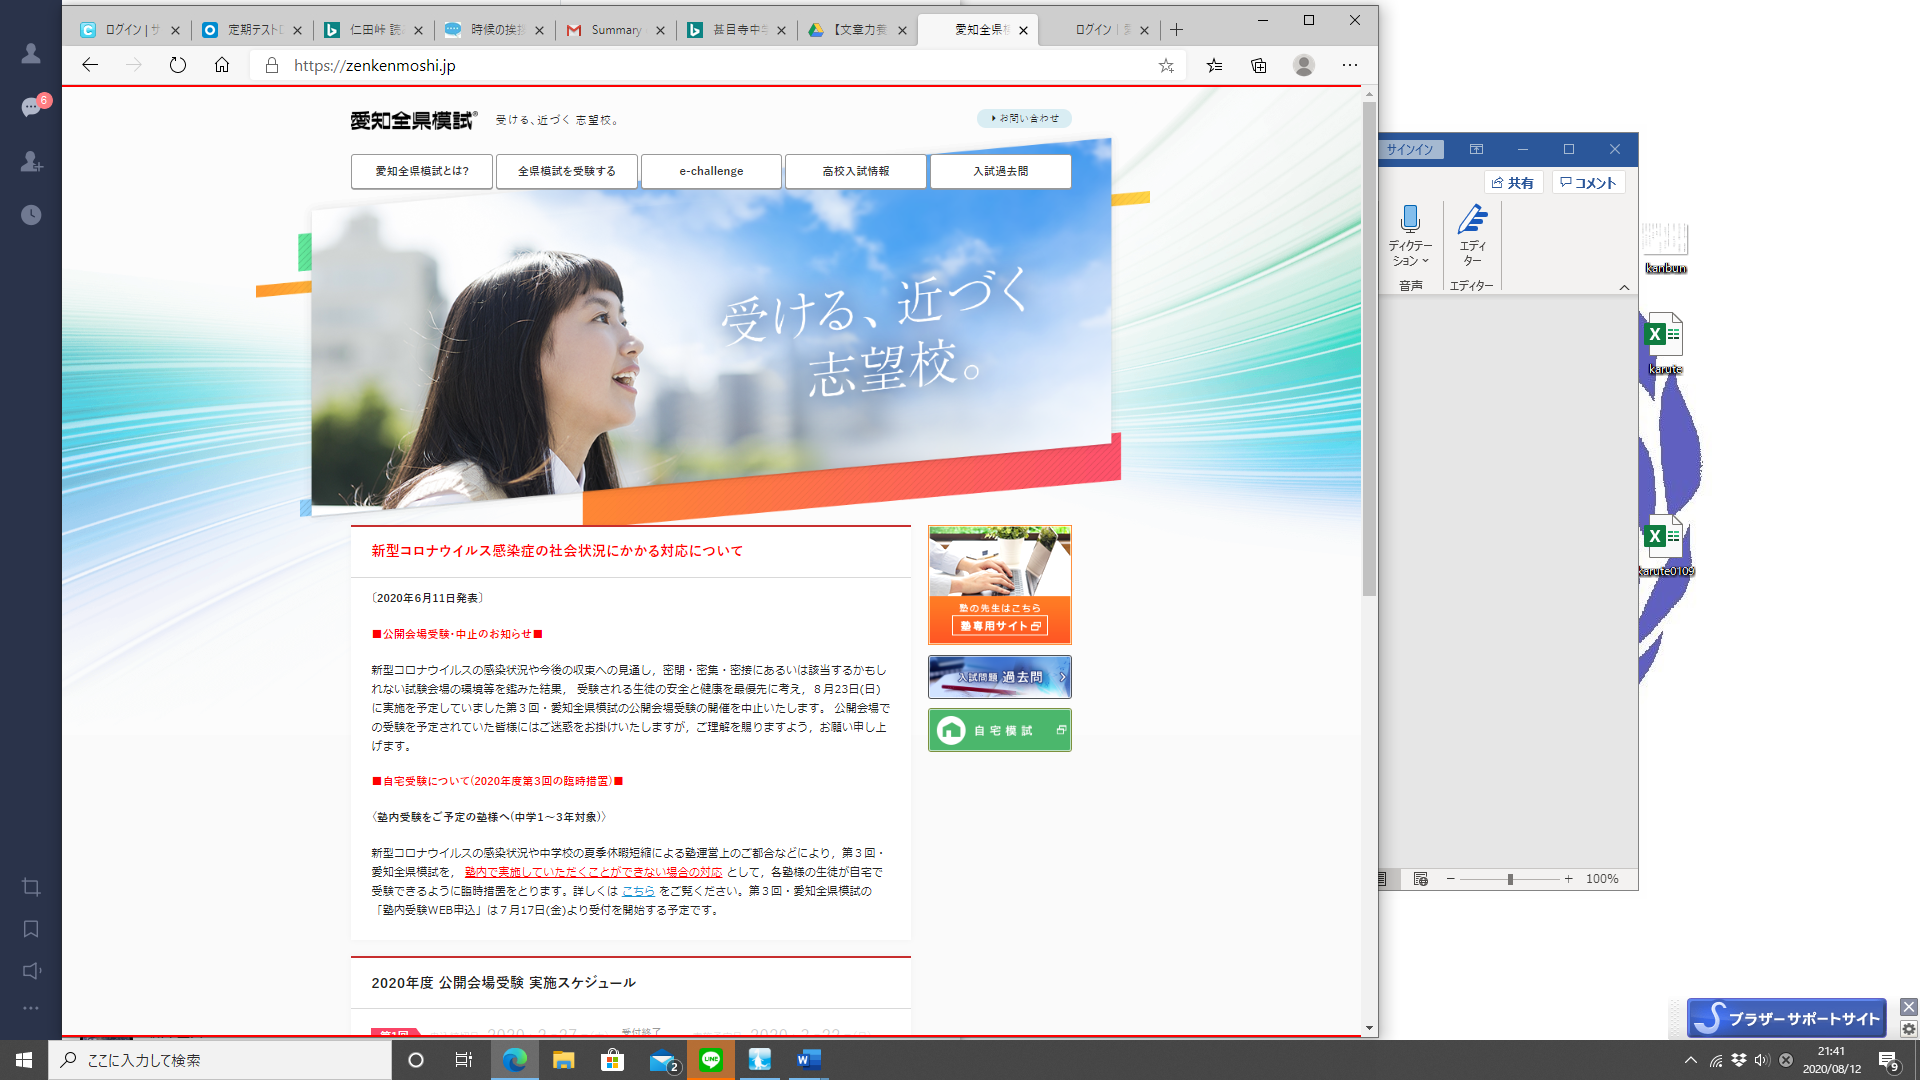 ログイン | サ
定期テスト
仁田峠 読
時候の挨拶
Summary
甚目寺中
【文章力養
愛知全県
ログイン | 愛
https://zenkenmoshi.jp
愛知全県模試®
受ける、近づく 志望校。
お問い合わせ
愛知全県模試とは?
全県模試を受験する
e-challenge
高校入試情報
入試過去問
受ける、近づく
志望校。
新型コロナウイルス感染症の社会状況にかかる対応について
〔2020年6月11日発表〕
■公開会場受験・中止のお知らせ■
新型コロナウイルスの感染状況や今後の収束への見通し，密閉・密集・密接にあるいは該当するかもし
れない試験会場の環境等を鑑みた結果， 受験される生徒の安全と健康を最優先に考え，８月23日(日)
に実施を予定していました第３回・愛知全県模試の公開会場受験の開催を中止いたします。 公開会場で
の受験を予定されていた皆様にはご迷惑をお掛けいたしますが，ご理解を賜りますよう，お願い申し上
げます。
■自宅受験について(2020年度第3回の臨時措置)■
〈塾内受験をご予定の塾様へ(中学1～3年対象)〉
新型コロナウイルスの感染状況や中学校の夏季休暇短縮による塾運営上のご都合などにより，第３回・
愛知全県模試を， 塾内で実施していただくことができない場合の対応 として，各塾様の生徒が自宅で
受験できるように臨時措置をとります。詳しくは こちら をご覧ください。第３回・愛知全県模試の
「塾内受験WEB申込」は７月17日(金)より受付を開始する予定です。
2020年度 公開会場受験 実施スケジュール
第1回
受付終了
塾の先生はこちら
塾専用サイト
入試問題 過去問
自宅模試
サインイン
共有
コメント
ディクテー
ション
エディ
ター
音声
エディター
100%
kanbun
karute
karute0109
ブラザーサポートサイト
6
ここに入力して検索
2
LINE
21:41
2020/08/12
9